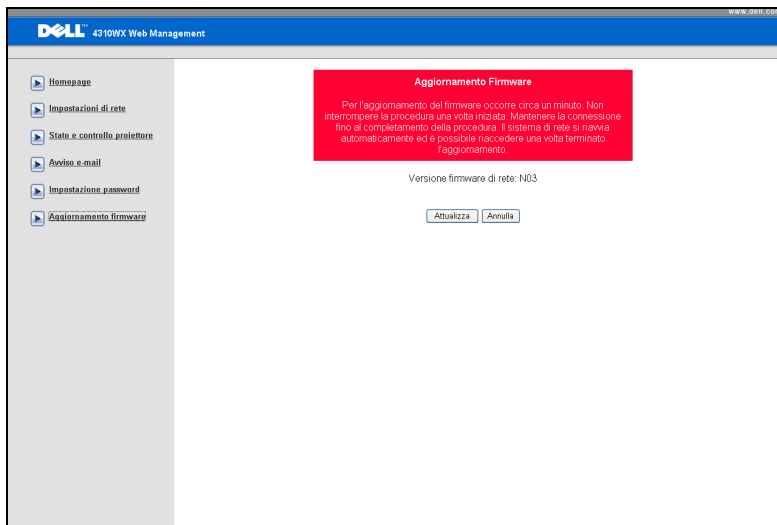 www.dell.com
DELL™ 4310WX Web Management
Homepage
Impostazioni di rete
Stato e controllo proiettore
Avviso e-mail
Impostazione password
Aggiornamento firmware
Aggiornamento Firmware
Per l'aggiornamento del firmware occorre circa un minuto. Non
interrompere la procedura una volta iniziata. Mantenere la connessione
fino al completamento della procedura. Il sistema di rete si riavvia
automaticamente ed è possibile riaccedere una volta terminato
l'aggiornamento.
Versione firmware di rete: N03
Attualizza Annulla